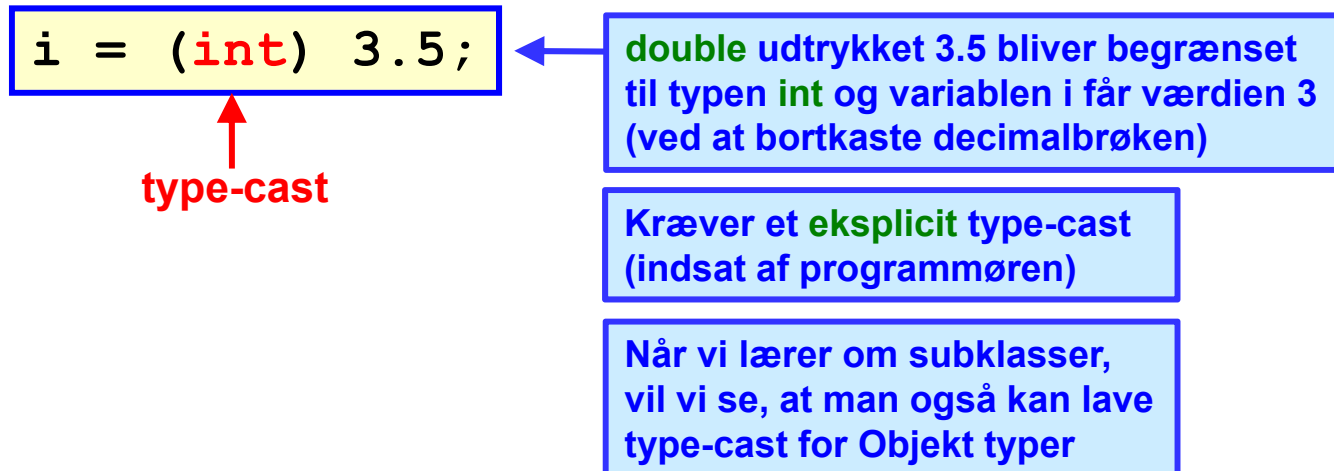 i = (int) 3.5;
type-cast
double udtrykket 3.5 bliver begrænset
til typen int og variablen i får værdien 3
(ved at bortkaste decimalbrøken)
Kræver et eksplicit type-cast
(indsat af programmøren)
Når vi lærer om subklasser,
vil vi se, at man også kan lave
type-cast for Objekt typer